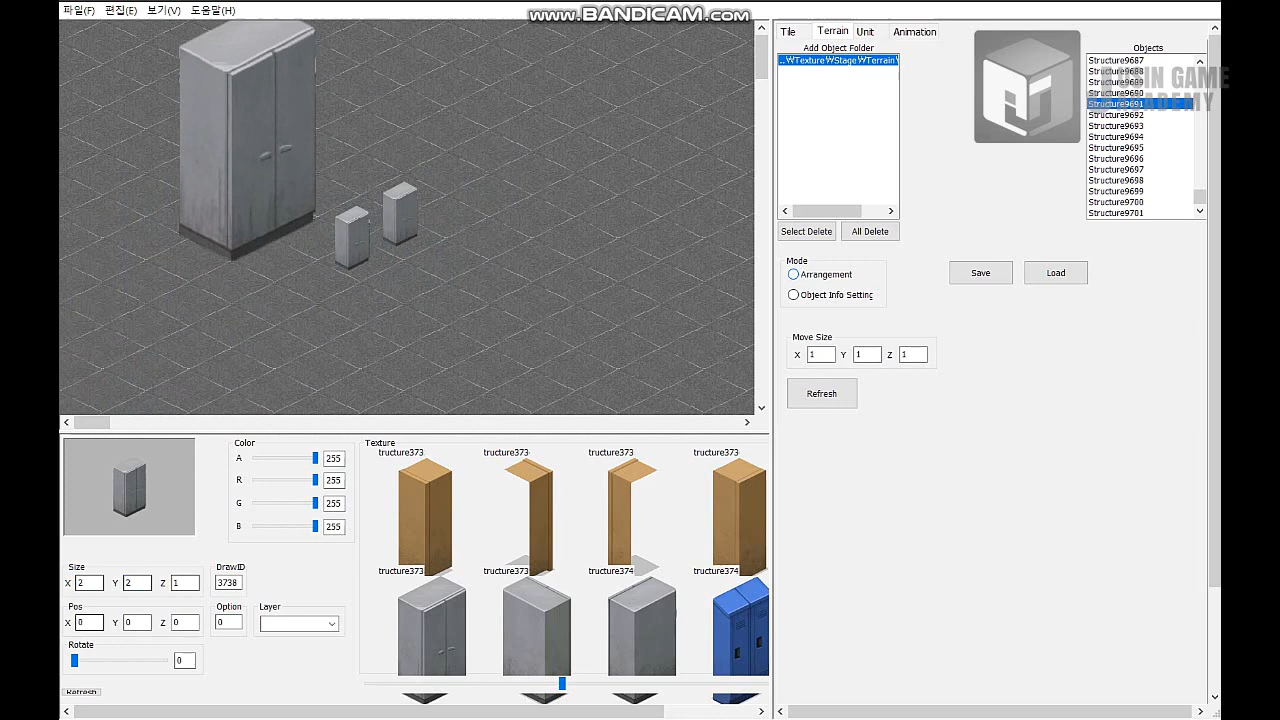 파일(F) 편집(E) 보기(V) 도움말(H)
www.BANDICAM.com
Tile Terrain Unit Animation
Add Object Folder
..₩Texture₩Stage₩Terrain₩
Select Delete All Delete
Mode
Arrangement
Object Info Setting
Move Size
X 1 Y 1 Z 1
Refresh
Save Load
Objects
Structure9687
Structure9688
Structure9689
Structure9690
Structure9691
Structure9692
Structure9693
Structure9694
Structure9695
Structure9696
Structure9697
Structure9698
Structure9699
Structure9700
Structure9701
GAME
ACADEMY
Color
A 255
R 255
G 255
B 255
Texture
tructure373 tructure373 tructure373 tructure373
tructure373 tructure373 tructure374 tructure374
Size
X 2 Y 2 Z 1
DrawID
3738
Pos
X 0 Y 0 Z 0
Option
0
Layer
Rotate
0
Refresh